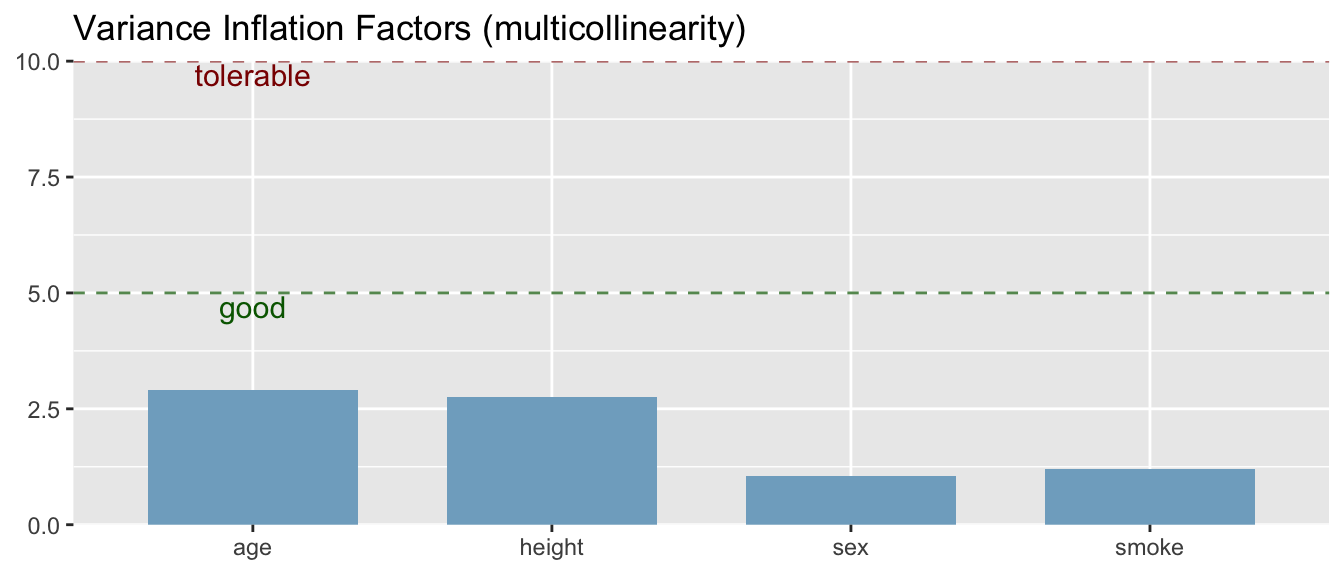 Variance Inflation Factors (multicollinearity)
10.0
tolerable
7.5
5.0
good
2.5
0.0
age height sex smoke